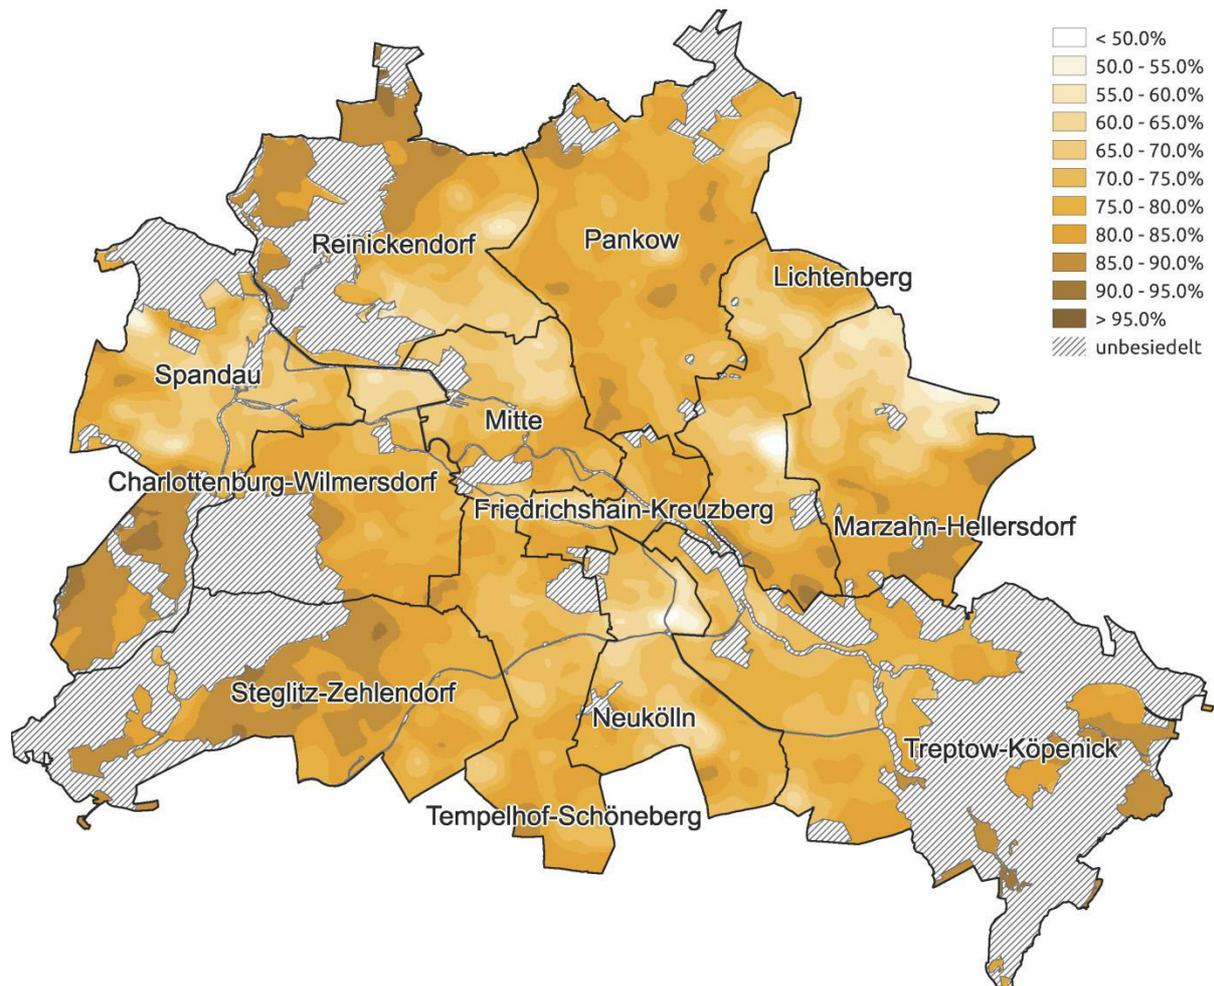 < 50.0%
50.0 - 55.0%
55.0 - 60.0%
60.0 - 65.0%
65.0 - 70.0%
70.0 - 75.0%
75.0 - 80.0%
80.0 - 85.0%
85.0 - 90.0%
90.0 - 95.0%
> 95.0%
unbesiedelt
Reinickendorf
Pankow
Lichtenberg
Spandau
Mitte
Charlottenburg-Wilmersdorf
Friedrichshain-Kreuzberg
Marzahn-Hellersdorf
Steglitz-Zehlendorf
Neukölln
Treptow-Köpenick
Tempelhof-Schöneberg